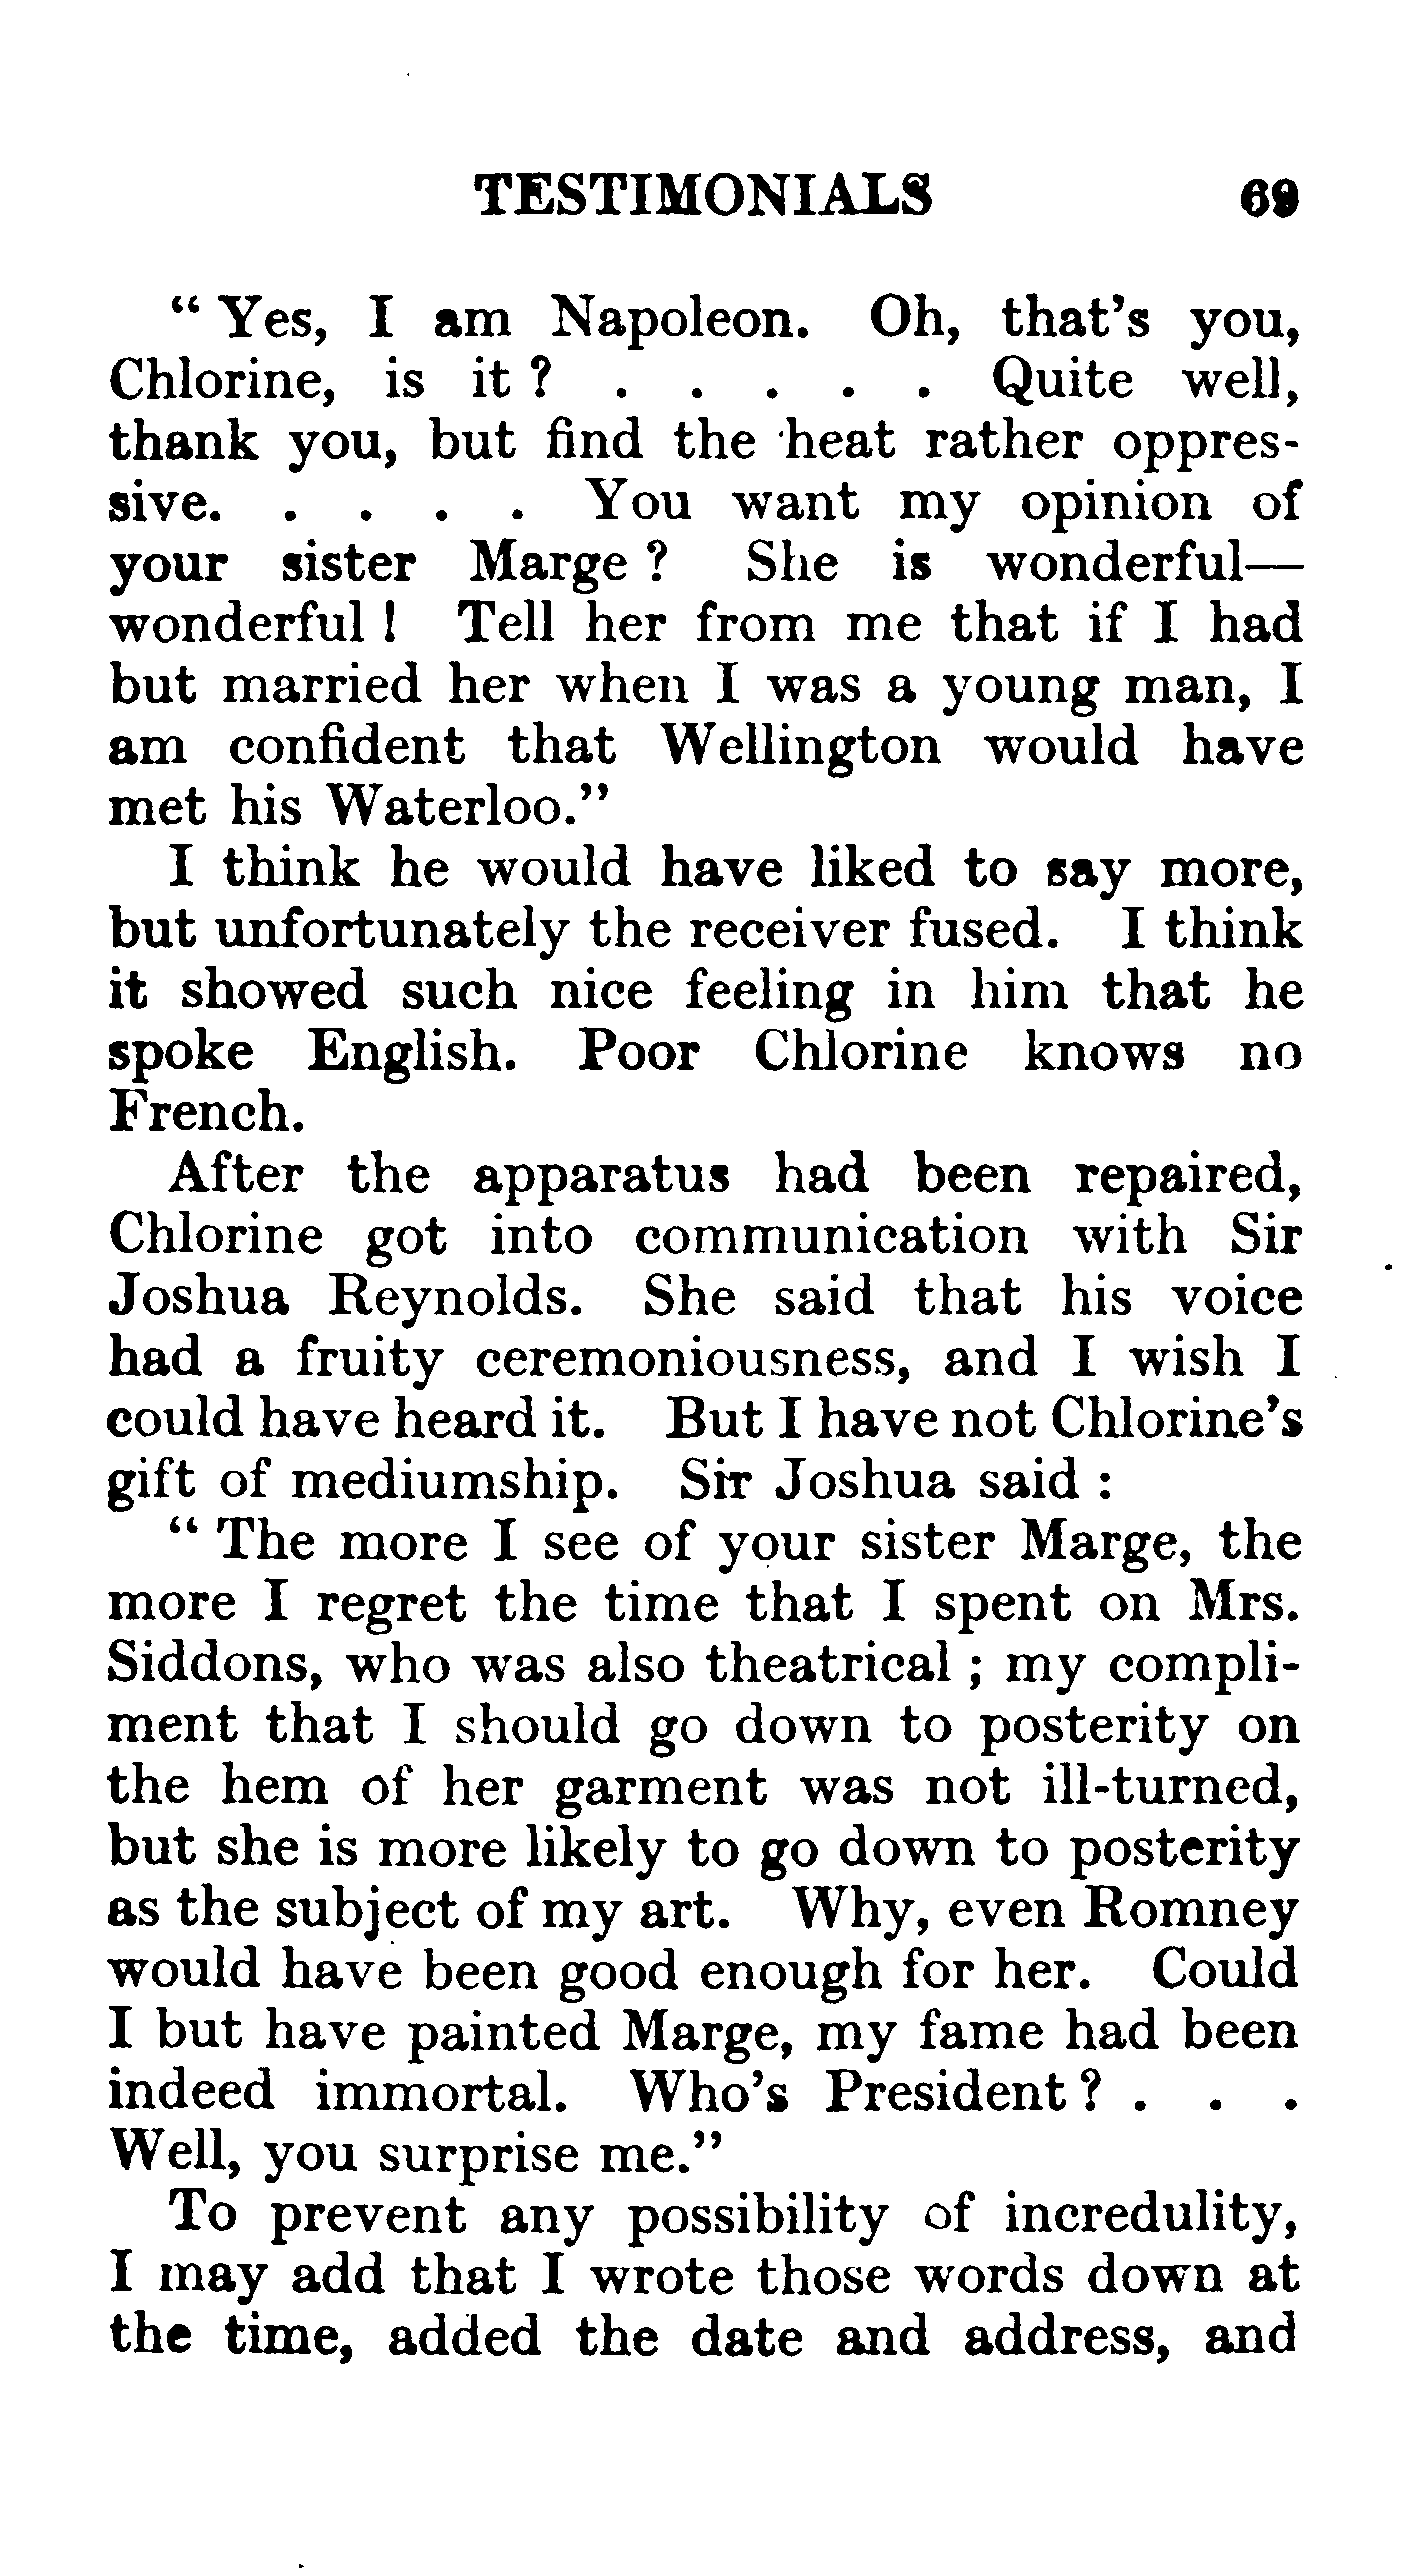 TESTIMONIALS 69
“ Yes, I am Napoleon. Oh, that’s you,
Chlorine, is it ? . . . . . Quite well,
thank you, but find the heat rather oppres-
sive. . . . . You want my opinion of
your sister Marge ? She is wonderful—
wonderful ! Tell her from me that if I had
but married her when I was a young man, I
am confident that Wellington would have
met his Waterloo.”
I think he would have liked to say more,
but unfortunately the receiver fused. I think
it showed such nice feeling in him that he
spoke English. Poor Chlorine knows no
French.
After the apparatus had been repaired,
Chlorine got into communication with Sir
Joshua Reynolds. She said that his voice
had a fruity ceremoniousness, and I wish I
could have heard it. But I have not Chlorine’s
gift of mediumship. Sir Joshua said :
“ The more I see of your sister Marge, the
more I regret the time that I spent on Mrs.
Siddons, who was also theatrical ; my compli-
ment that I should go down to posterity on
the hem of her garment was not ill-turned,
but she is more likely to go down to posterity
as the subject of my art. Why, even Romney
would have been good enough for her. Could
I but have painted Marge, my fame had been
indeed immortal. Who’s President ? . . .
Well, you surprise me.”
To prevent any possibility of incredulity,
I may add that I wrote those words down at
the time, added the date and address, and